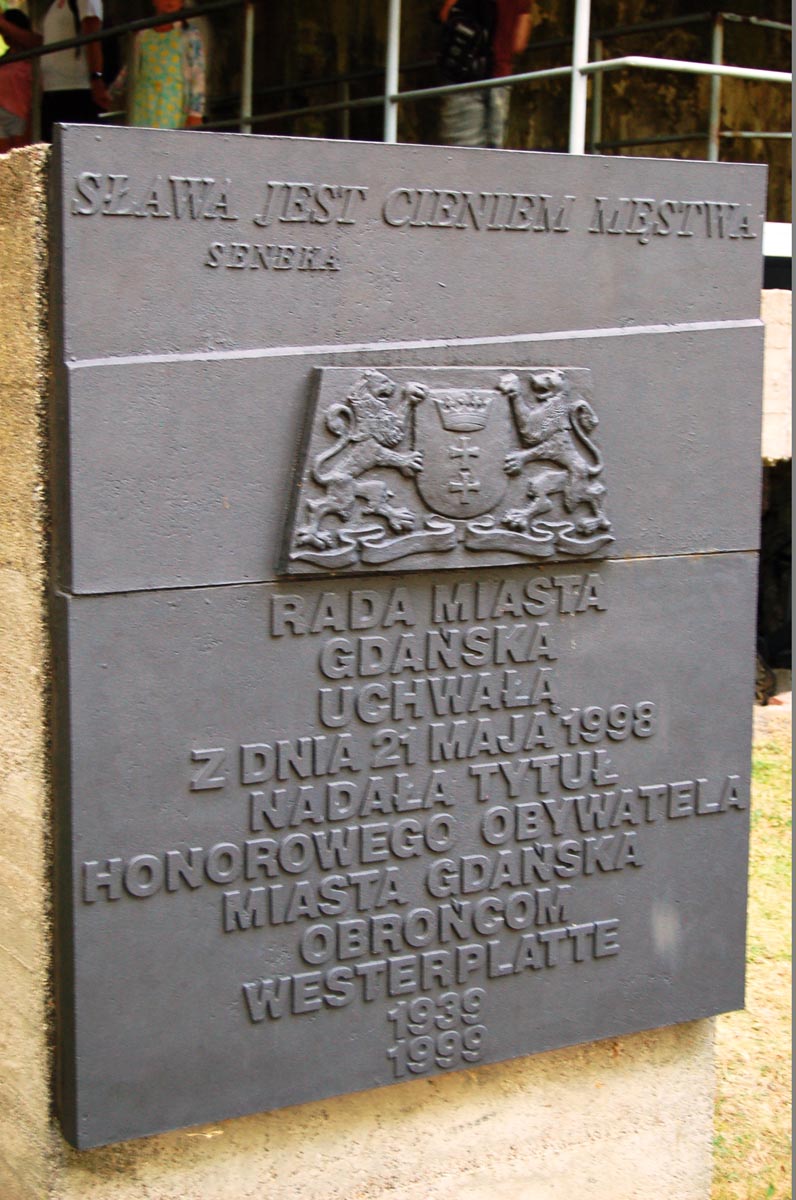 SŁAWA JEST CIENIEM MĘSTWA
SENEKA
RADA MIASTA
GDAŃSKA
UCHWAŁĄ
Z DNIA 21 MAJA 1998
NADAŁA TYTUŁ
HONOROWEGO OBYWATELA
MIASTA GDAŃSKA
OBROŃCOM
WESTERPLATTE
1939
1999